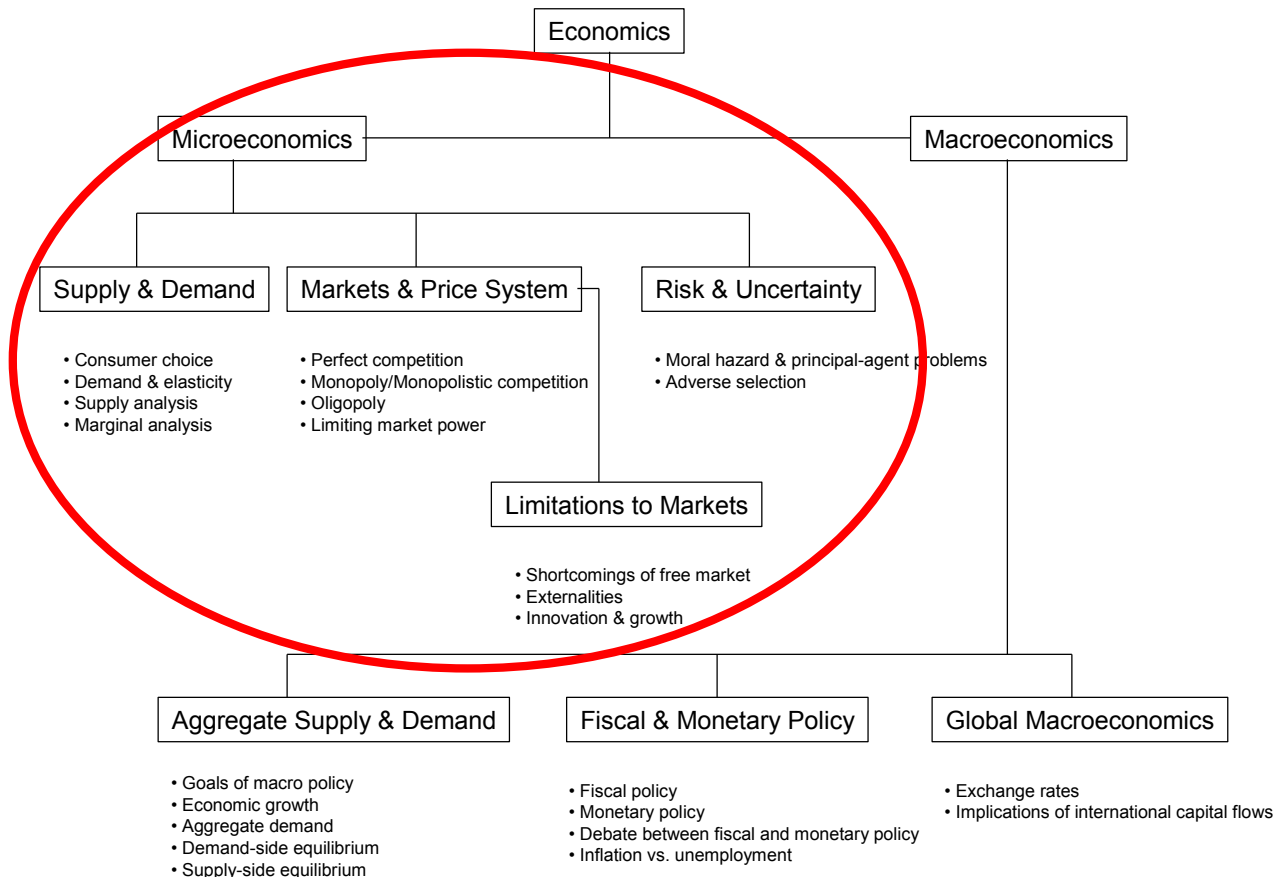 Economics
Microeconomics
Macroeconomics
Supply & Demand
Markets & Price System
Risk & Uncertainty
• Consumer choice
• Demand & elasticity
• Supply analysis
• Marginal analysis
• Perfect competition
• Monopoly/Monopolistic competition
• Oligopoly
• Limiting market power
• Moral hazard & principal-agent problems
• Adverse selection
Limitations to Markets
• Shortcomings of free market
• Externalities
• Innovation & growth
Aggregate Supply & Demand
Fiscal & Monetary Policy
Global Macroeconomics
• Goals of macro policy
• Economic growth
• Aggregate demand
• Demand-side equilibrium
• Supply-side equilibrium
• Fiscal policy
• Monetary policy
• Debate between fiscal and monetary policy
• Inflation vs. unemployment
• Exchange rates
• Implications of international capital flows